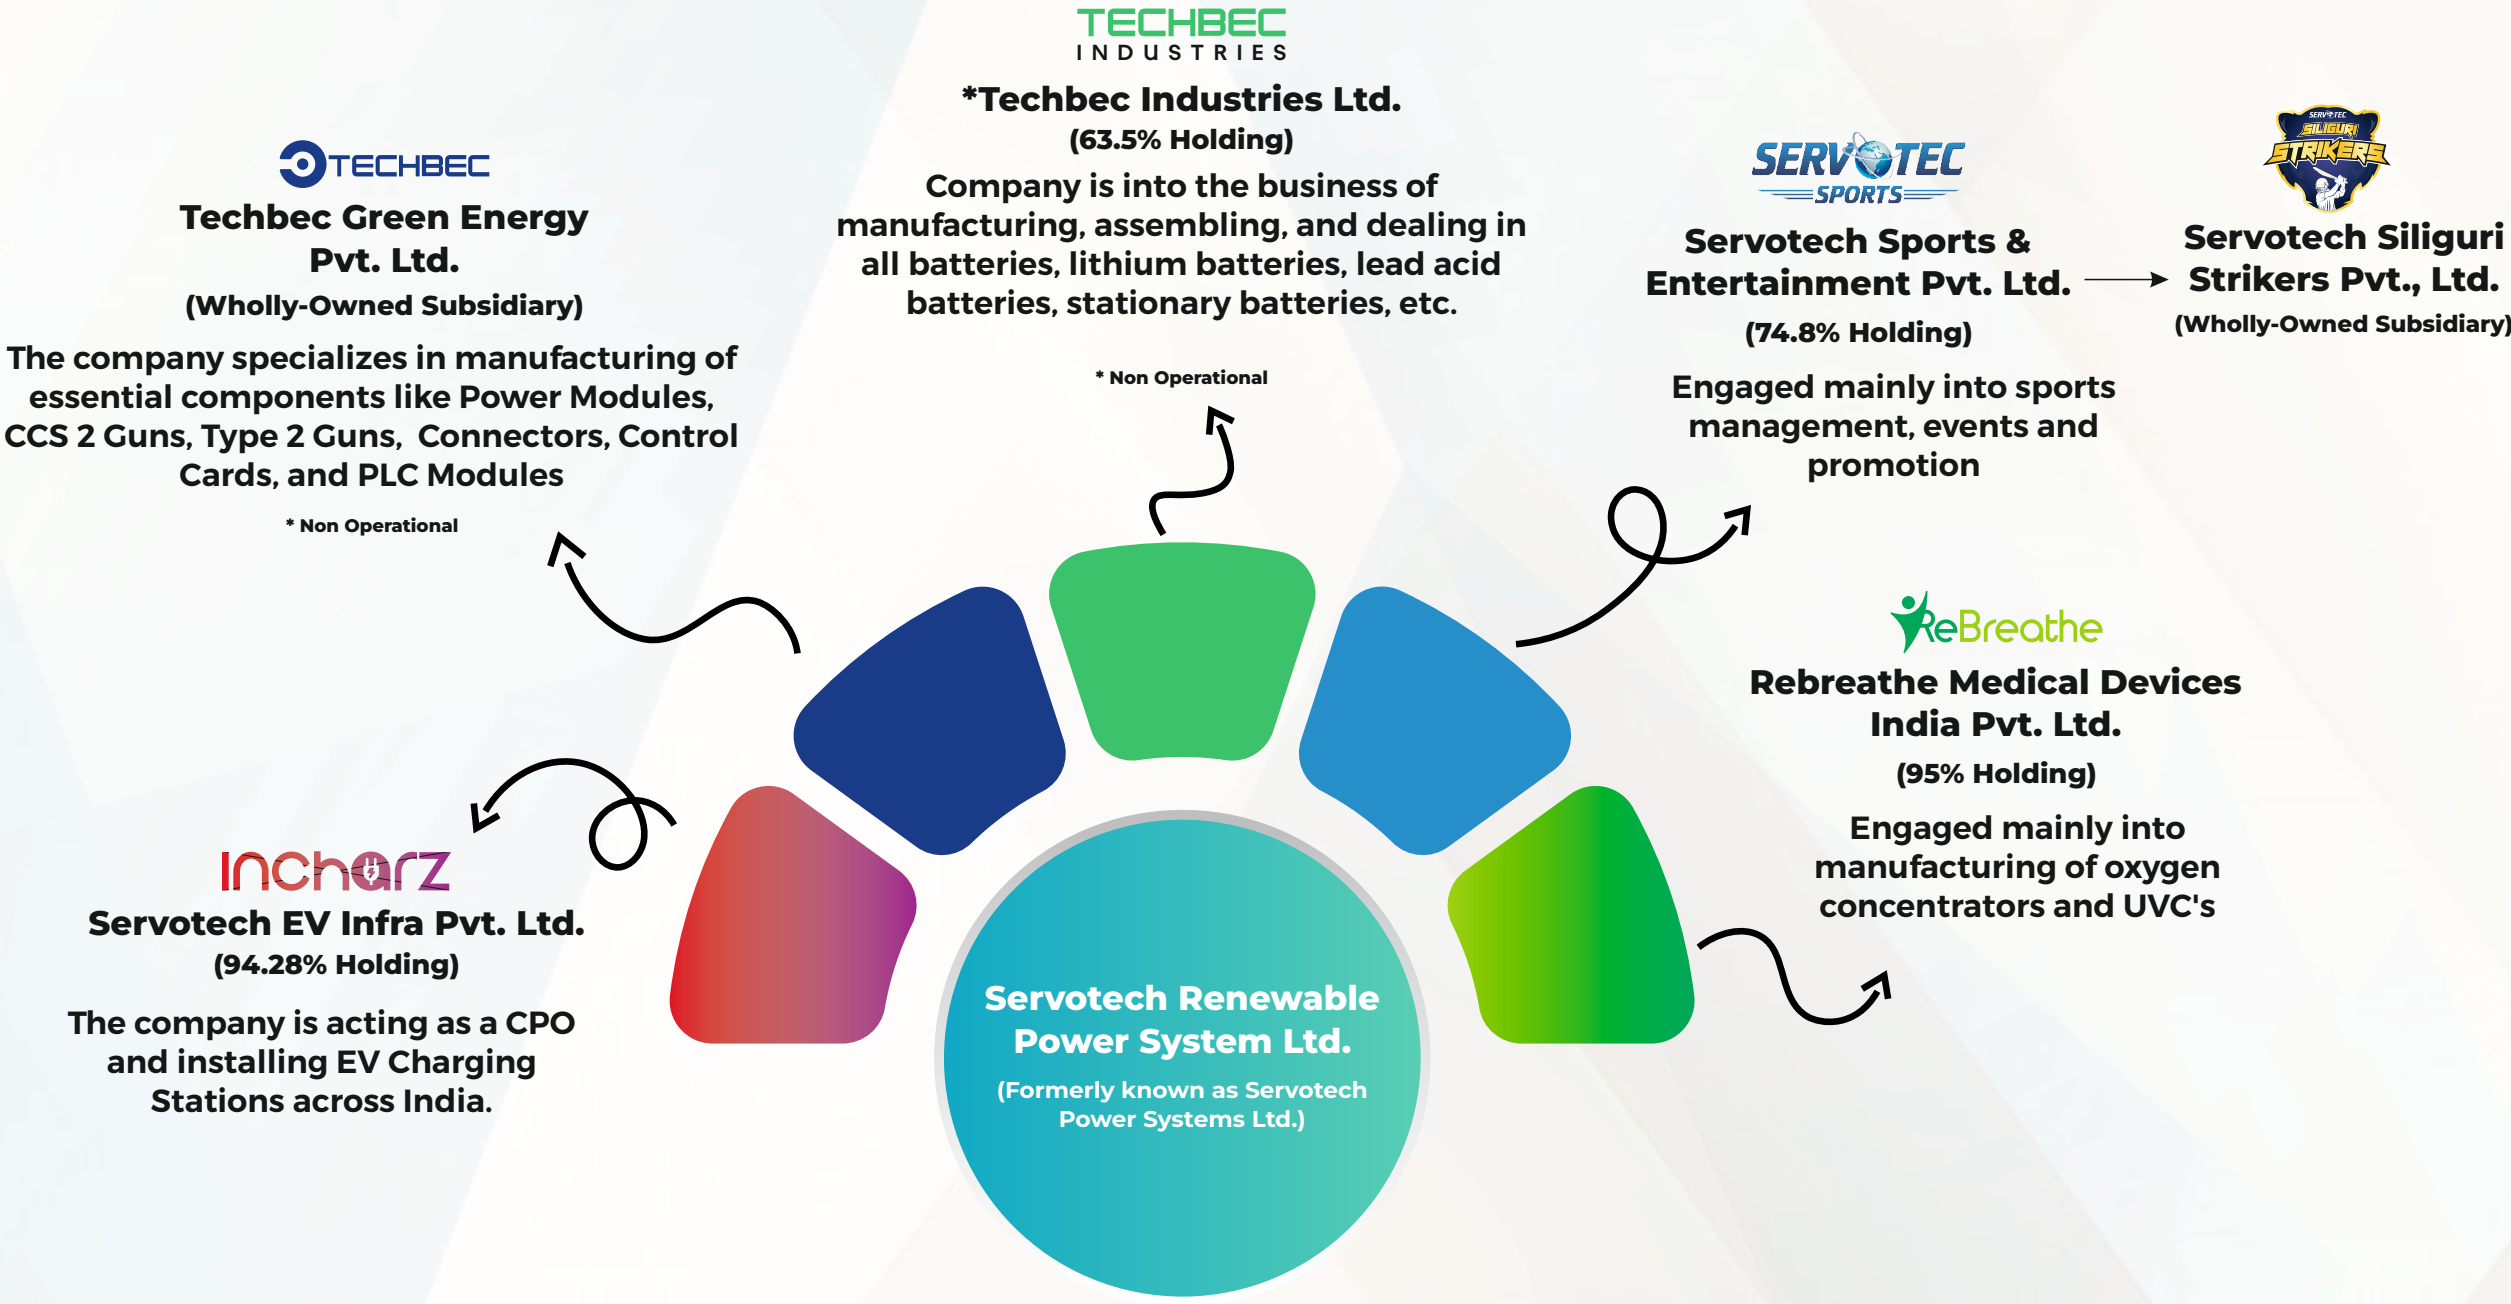 TECHBEC
INDUSTRIES
*Techbec Industries Ltd.
(63.5% Holding)
Company is into the business of
manufacturing, assembling, and dealing in
all batteries, lithium batteries, lead acid
batteries, stationary batteries, etc.
* Non Operational
TECHBEC
Techbec Green Energy
Pvt. Ltd.
(Wholly-Owned Subsidiary)
The company specializes in manufacturing of
essential components like Power Modules,
CCS 2 Guns, Type 2 Guns, Connectors, Control
Cards, and PLC Modules
* Non Operational
SERVOTEC
SPORTS
Servotech Sports &
Entertainment Pvt. Ltd.
(74.8% Holding)
Engaged mainly into sports
management, events and
promotion
SERVOTEC
SILIGURI
STRIKERS
Servotech Siliguri
Strikers Pvt., Ltd.
(Wholly-Owned Subsidiary)
ReBreathe
Rebreathe Medical Devices
India Pvt. Ltd.
(95% Holding)
Engaged mainly into
manufacturing of oxygen
concentrators and UVC's
Incharz
Servotech EV Infra Pvt. Ltd.
(94.28% Holding)
The company is acting as a CPO
and installing EV Charging
Stations across India.
Servotech Renewable
Power System Ltd.
(Formerly known as Servotech
Power Systems Ltd.)